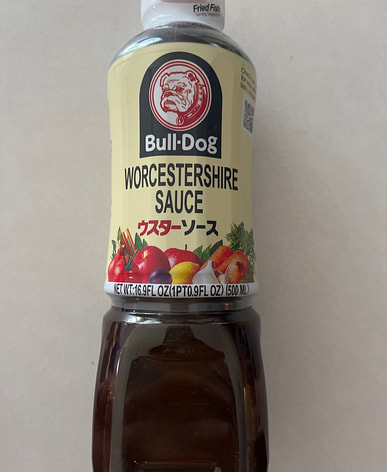 Fried Fish
Bull-Dog
WORCESTERSHIRE
SAUCE
ウスターソース
NET WT:16.9FL OZ(1PT0.9FL OZ) (500 ML)